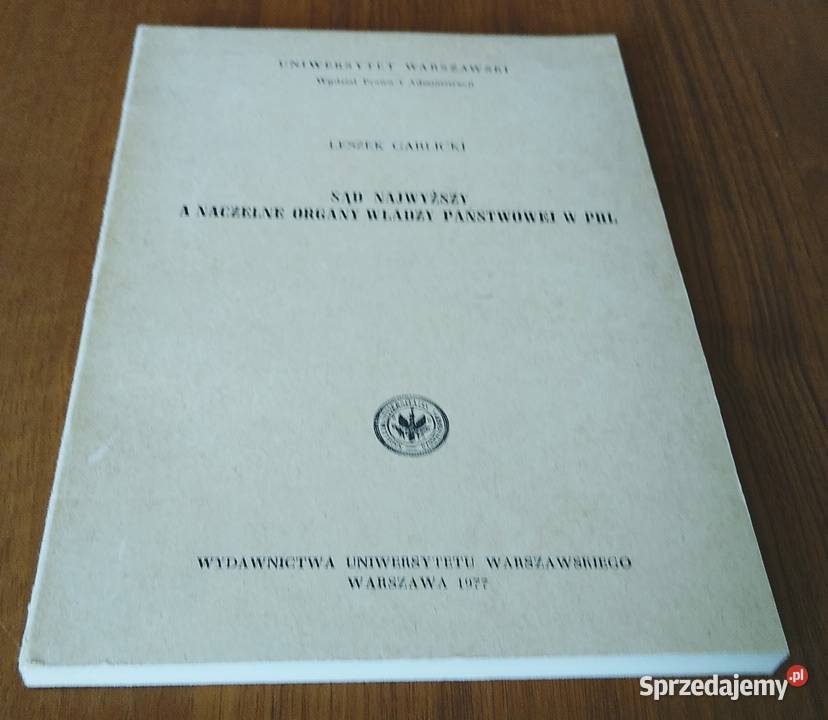 UNIWERSYTET WARSZAWSKI
Wydział Prawa i Administracji
LESZEK GARLICKI
SĄD NAJWYŻSZY
A NACZELNE ORGANY WŁADZY PAŃSTWOWEJ W PRL
WYDAWNICTWA UNIWERSYTETU WARSZAWSKIEGO
WARSZAWA 1977
Sprzedajemy.pl